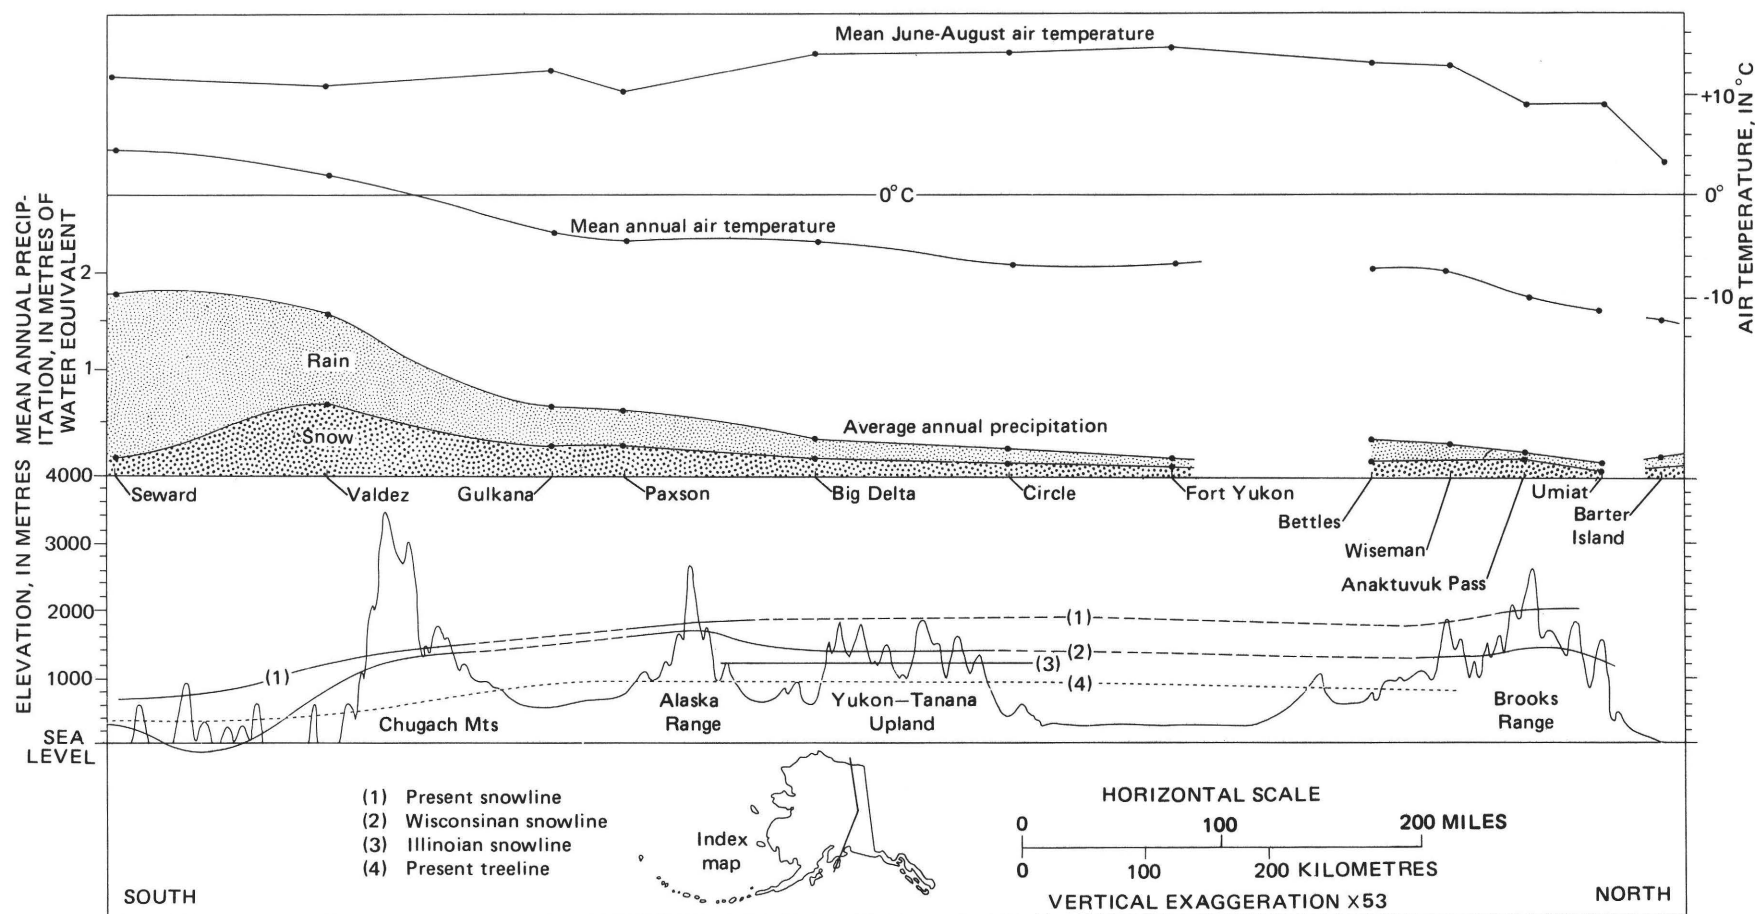 Mean June-August air temperature
+10
0°C
0°
Mean annual air temperature
-10
AIR TEMPERATURE, IN °C
MEAN ANNUAL PRECIP-
ITATION, IN METRES OF
WATER EQUIVALENT
2
1
Rain
Snow
Average annual precipitation
4000
Seward
Valdez
Gulkana
Paxson
Big Delta
Circle
Fort Yukon
Bettles
Wiseman
Anaktuvuk Pass
Umiat
Barter
Island
ELEVATION, IN METRES
3000
2000
1000
SEA
LEVEL
(1)
(1)
(2)
(3)
(4)
Chugach Mts
Alaska
Range
Yukon–Tanana
Upland
Brooks
Range
(1) Present snowline
(2) Wisconsinan snowline
(3) Illinoian snowline
(4) Present treeline
Index
map
HORIZONTAL SCALE
0 100 200 MILES
0 100 200 KILOMETRES
VERTICAL EXAGGERATION X53
SOUTH
NORTH